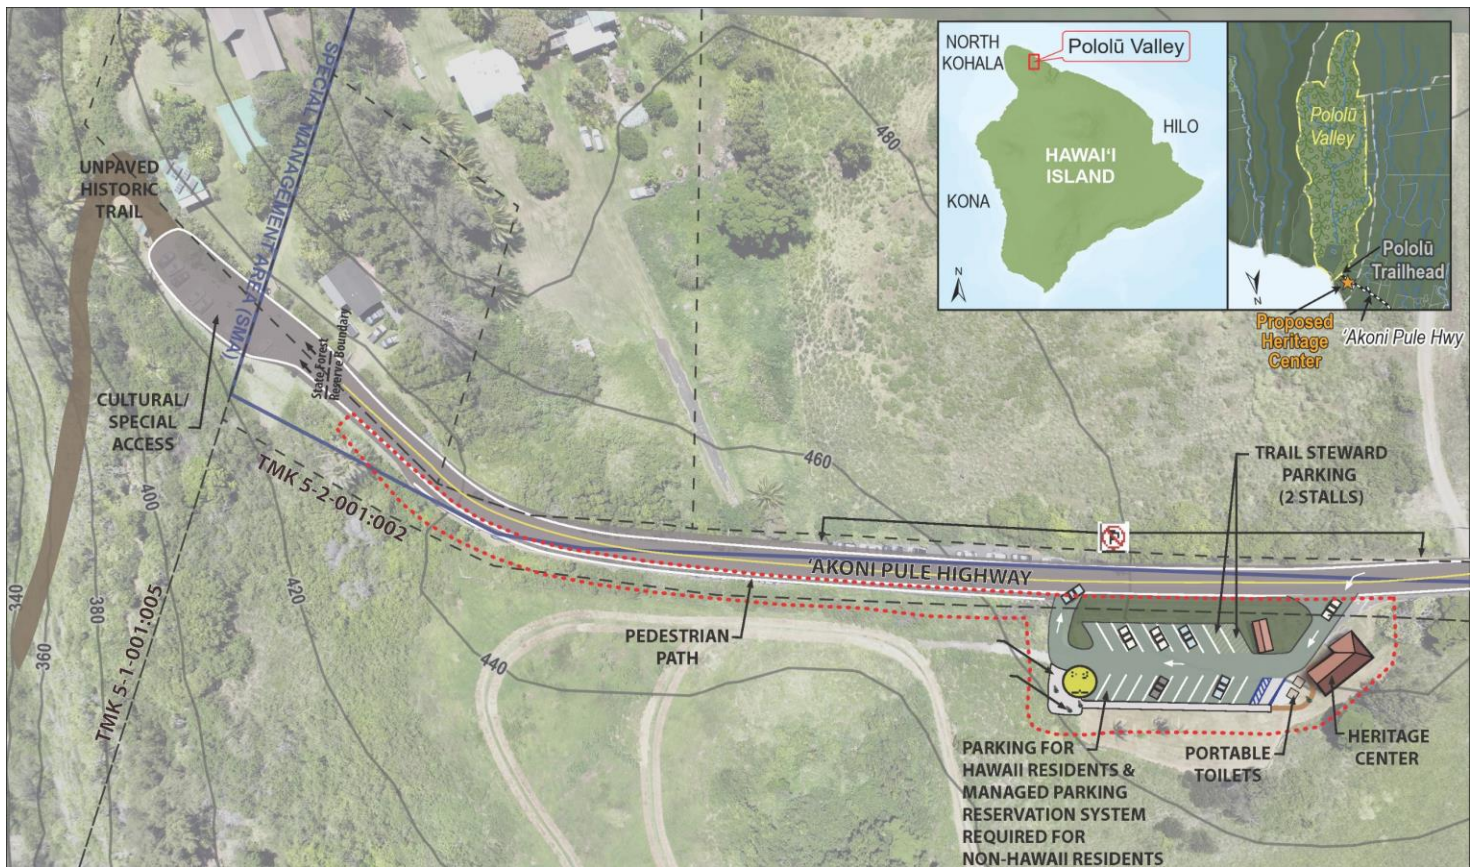 NORTH
KOHALA
Pololū Valley
HILO
HAWAIʻI
ISLAND
KONA
N
Pololū
Valley
Pololū
Trailhead
N
Proposed
Heritage
Center
ʻAkoni Pule Hwy
SPECIAL MANAGEMENT AREA (SMA)
UNPAVED
HISTORIC
TRAIL
480
State Forest
Reserve Boundary
CULTURAL/
SPECIAL
ACCESS
TMK 5-2-001:002
460
TRAIL STEWARD
PARKING
(2 STALLS)
P
400
ʻAKONI PULE HIGHWAY
340
380
420
TMK 5-1-001:005
360
440
PEDESTRIAN
PATH
PARKING FOR
HAWAII RESIDENTS &
MANAGED PARKING
RESERVATION SYSTEM
REQUIRED FOR
NON-HAWAII RESIDENTS
PORTABLE
TOILETS
HERITAGE
CENTER